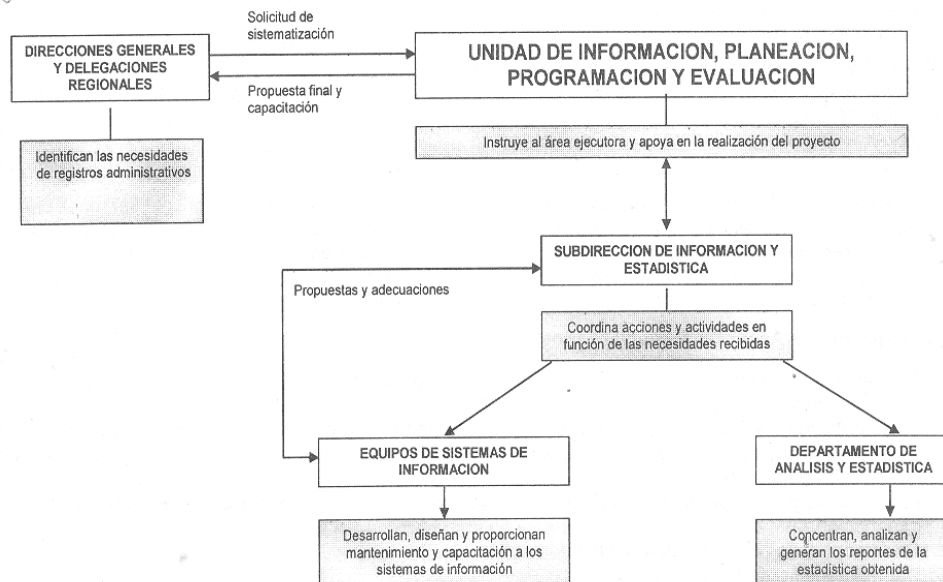 Solicitud de
sistematización
DIRECCIONES GENERALES
Y DELEGACIONES
REGIONALES
UNIDAD DE INFORMACION, PLANEACION,
PROGRAMACION Y EVALUACION
Propuesta final y
capacitación
Instruye al área ejecutora y apoya en la realización del proyecto
Identifican las necesidades
de registros administrativos
SUBDIRECCION DE INFORMACION Y
ESTADISTICA
Propuestas y adecuaciones
Coordina acciones y actividades en
función de las necesidades recibidas
EQUIPOS DE SISTEMAS DE
INFORMACION
DEPARTAMENTO DE
ANALISIS Y ESTADISTICA
Desarrollan, diseñan y proporcionan
mantenimiento y capacitación a los
sistemas de información
Concentran, analizan y
generan los reportes de la
estadística obtenida